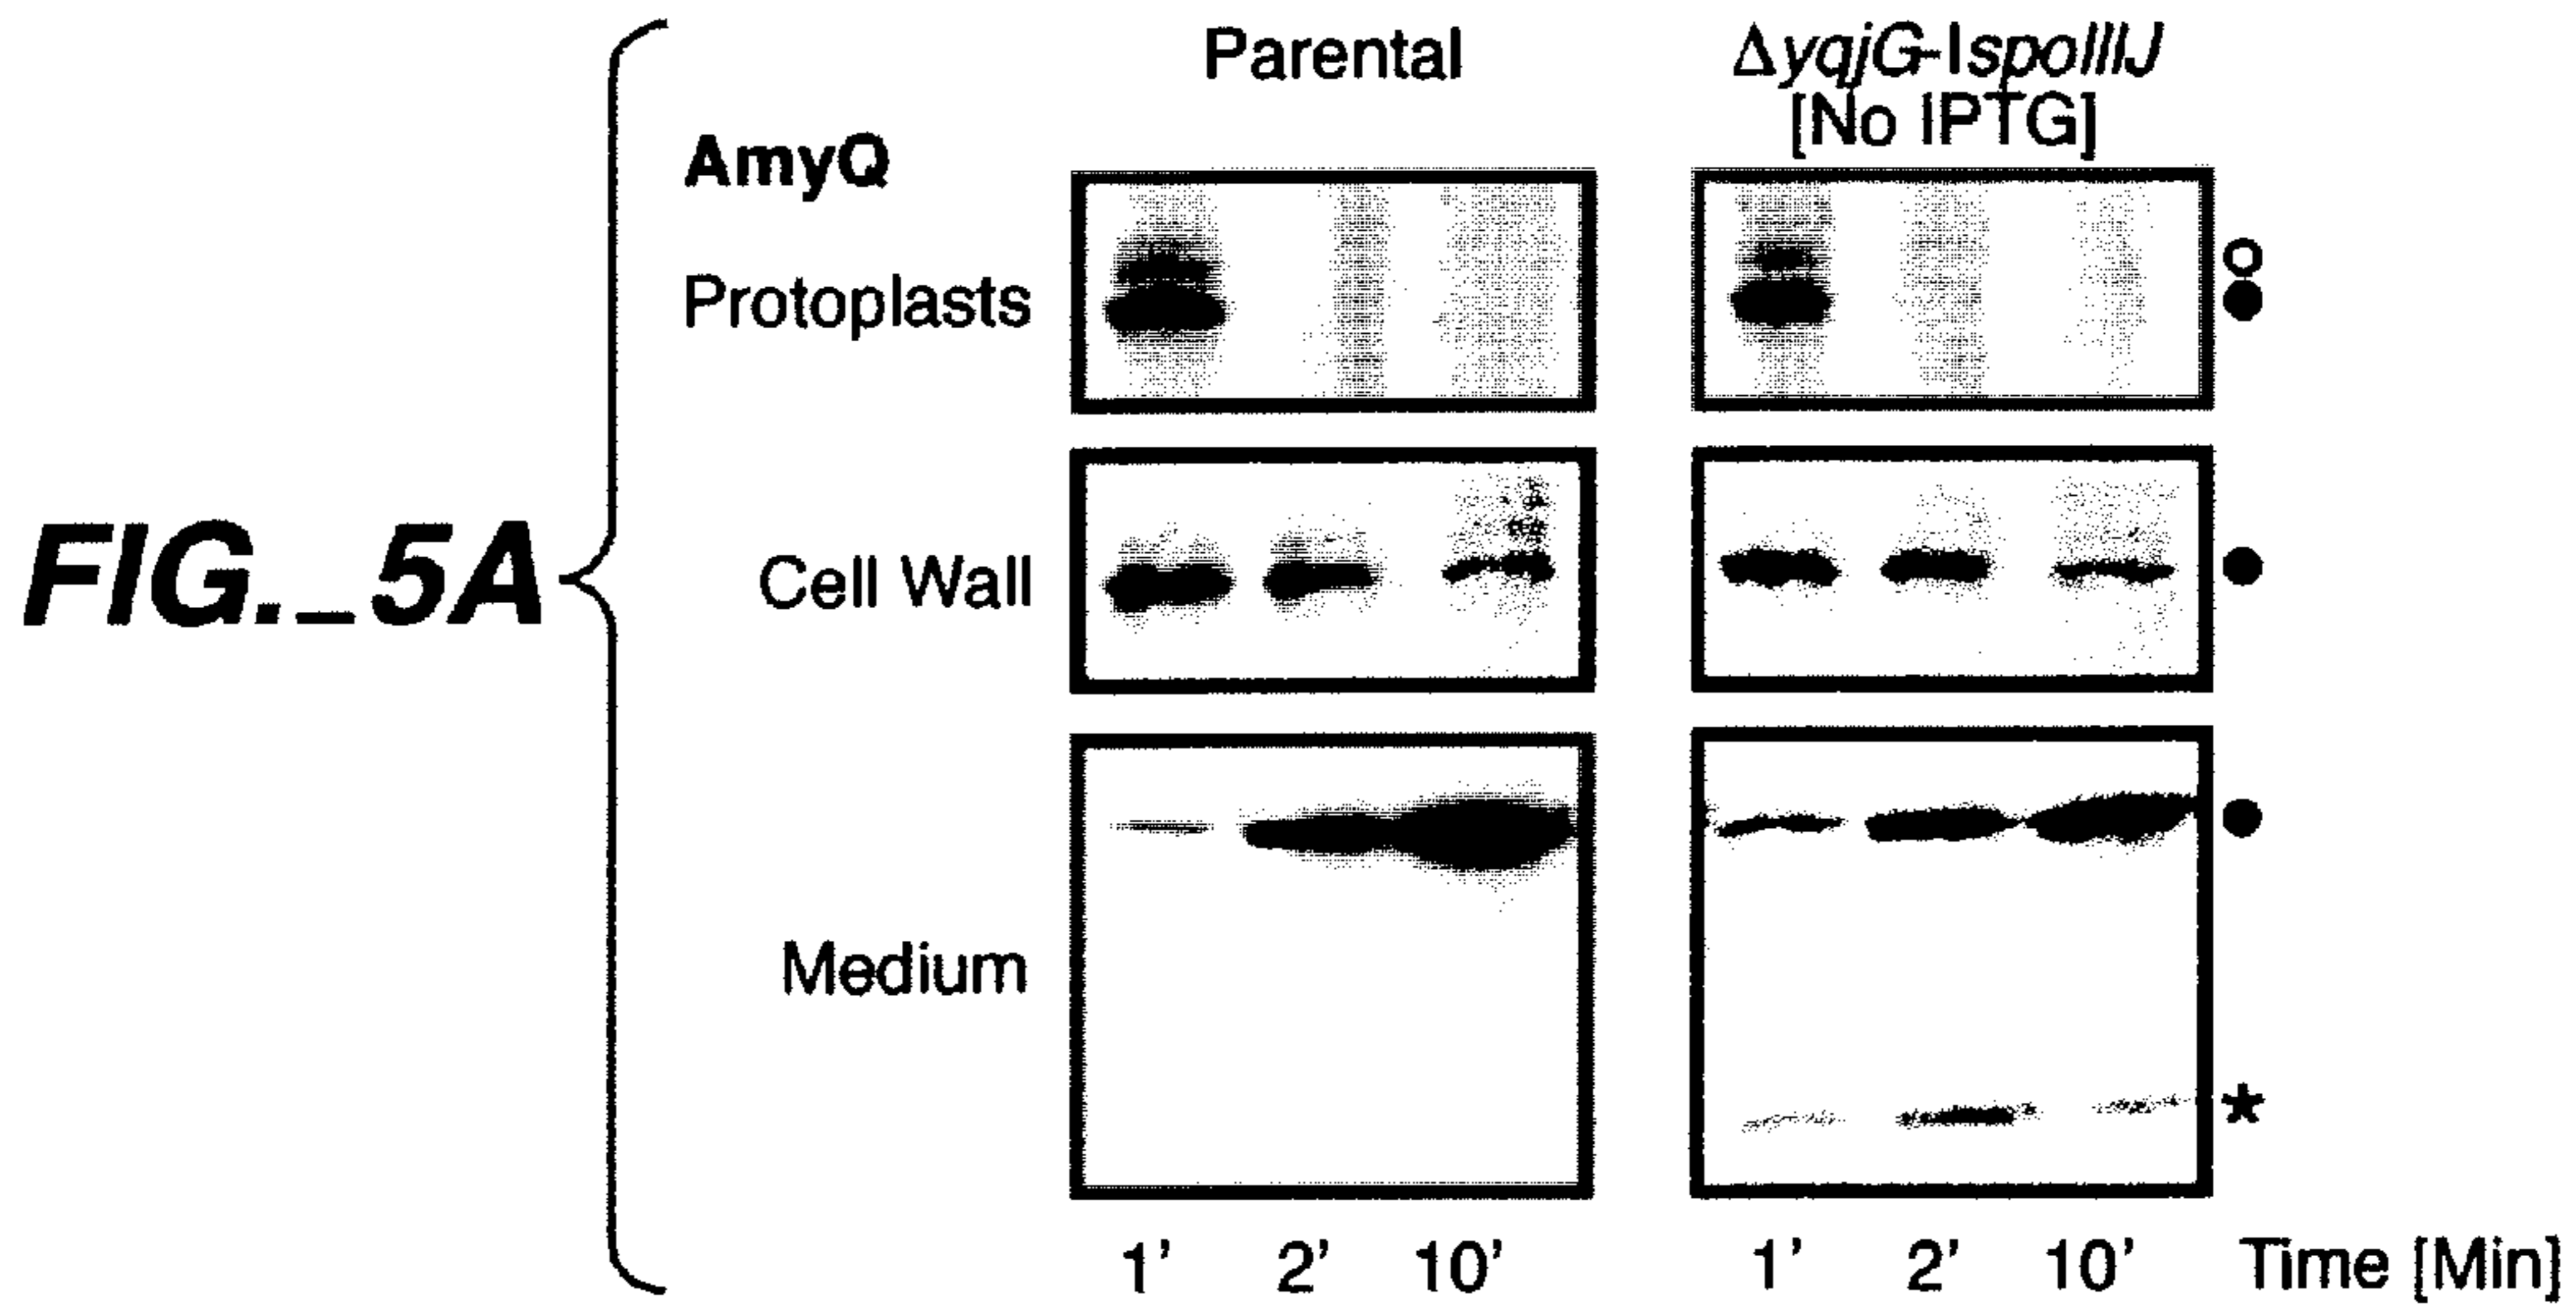 Parental
ΔyqjG-IspoIIIJ
[No IPTG]
AmyQ
Protoplasts
Cell Wall
FIG._5A
Medium
*
1' 2' 10' 1' 2' 10' Time [Min]